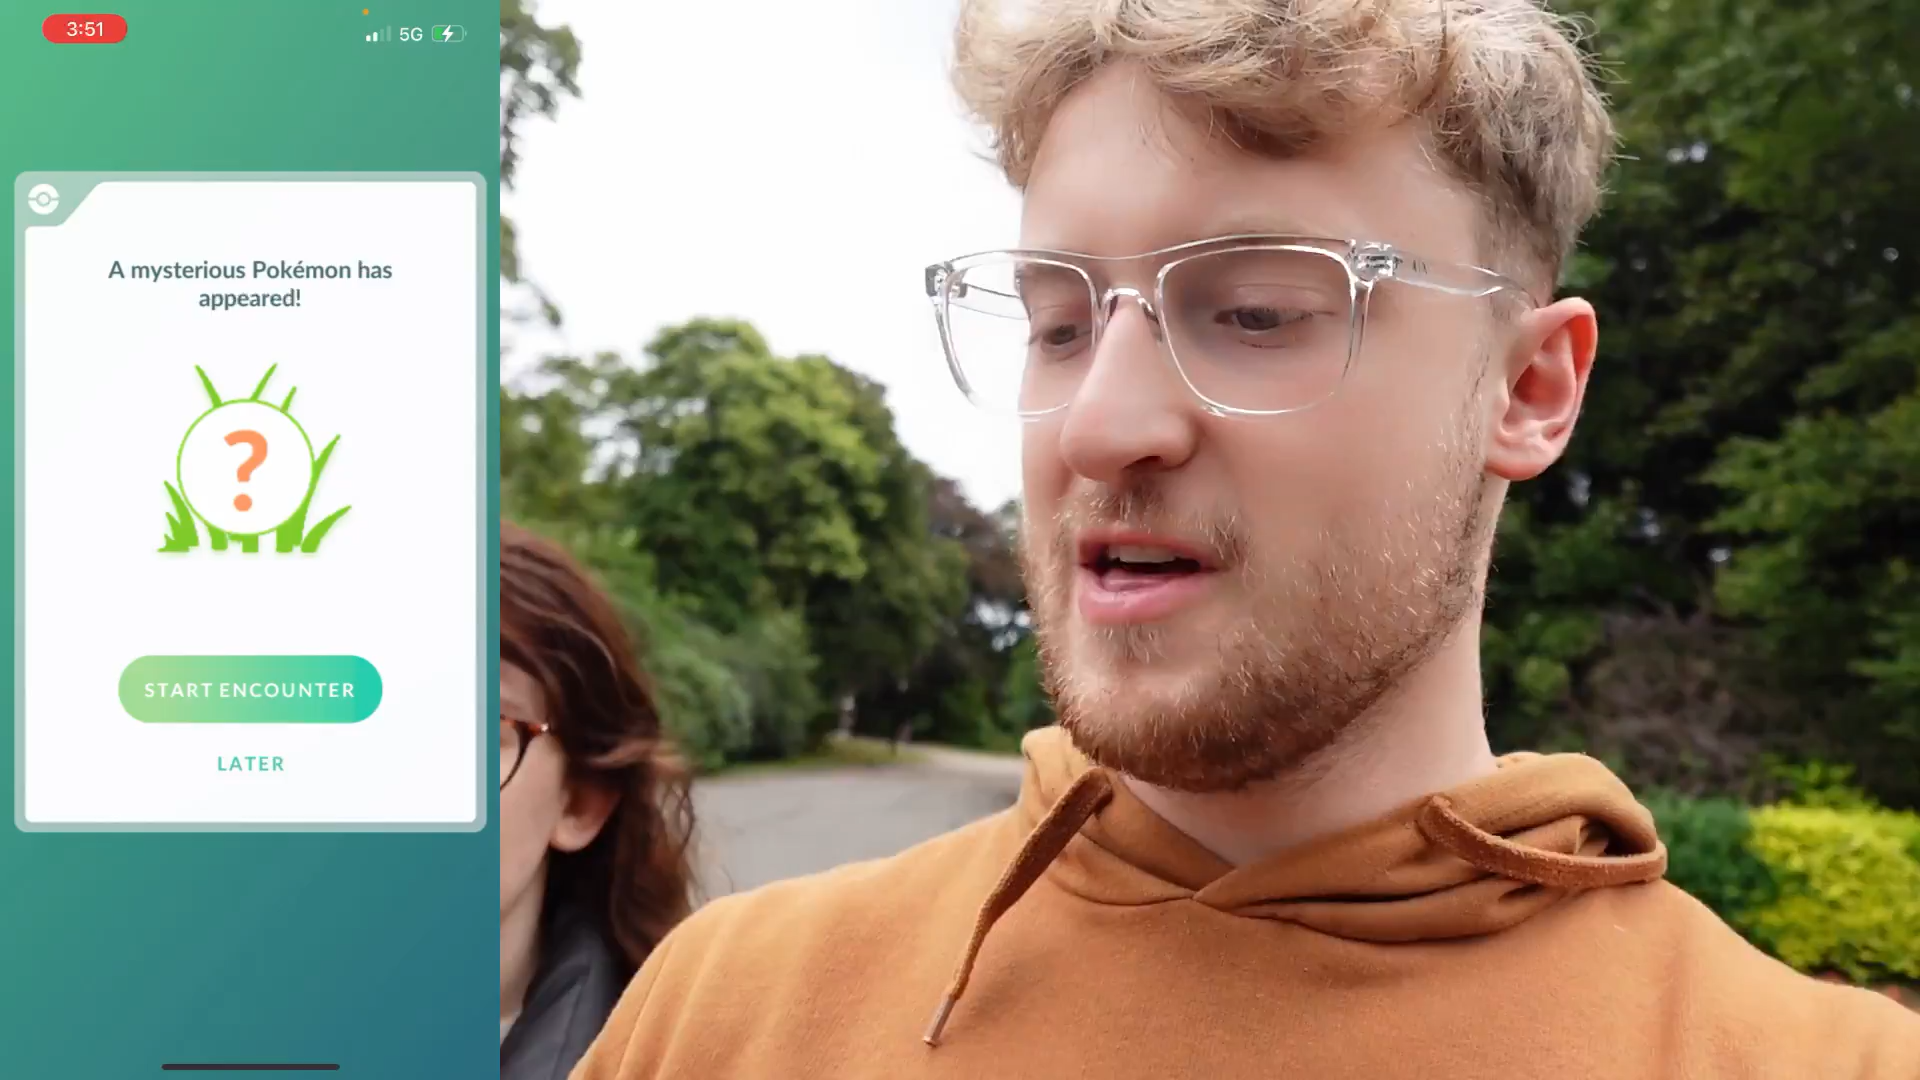 3:51
5G
A mysterious Pokémon has
appeared!
?
START ENCOUNTER
LATER